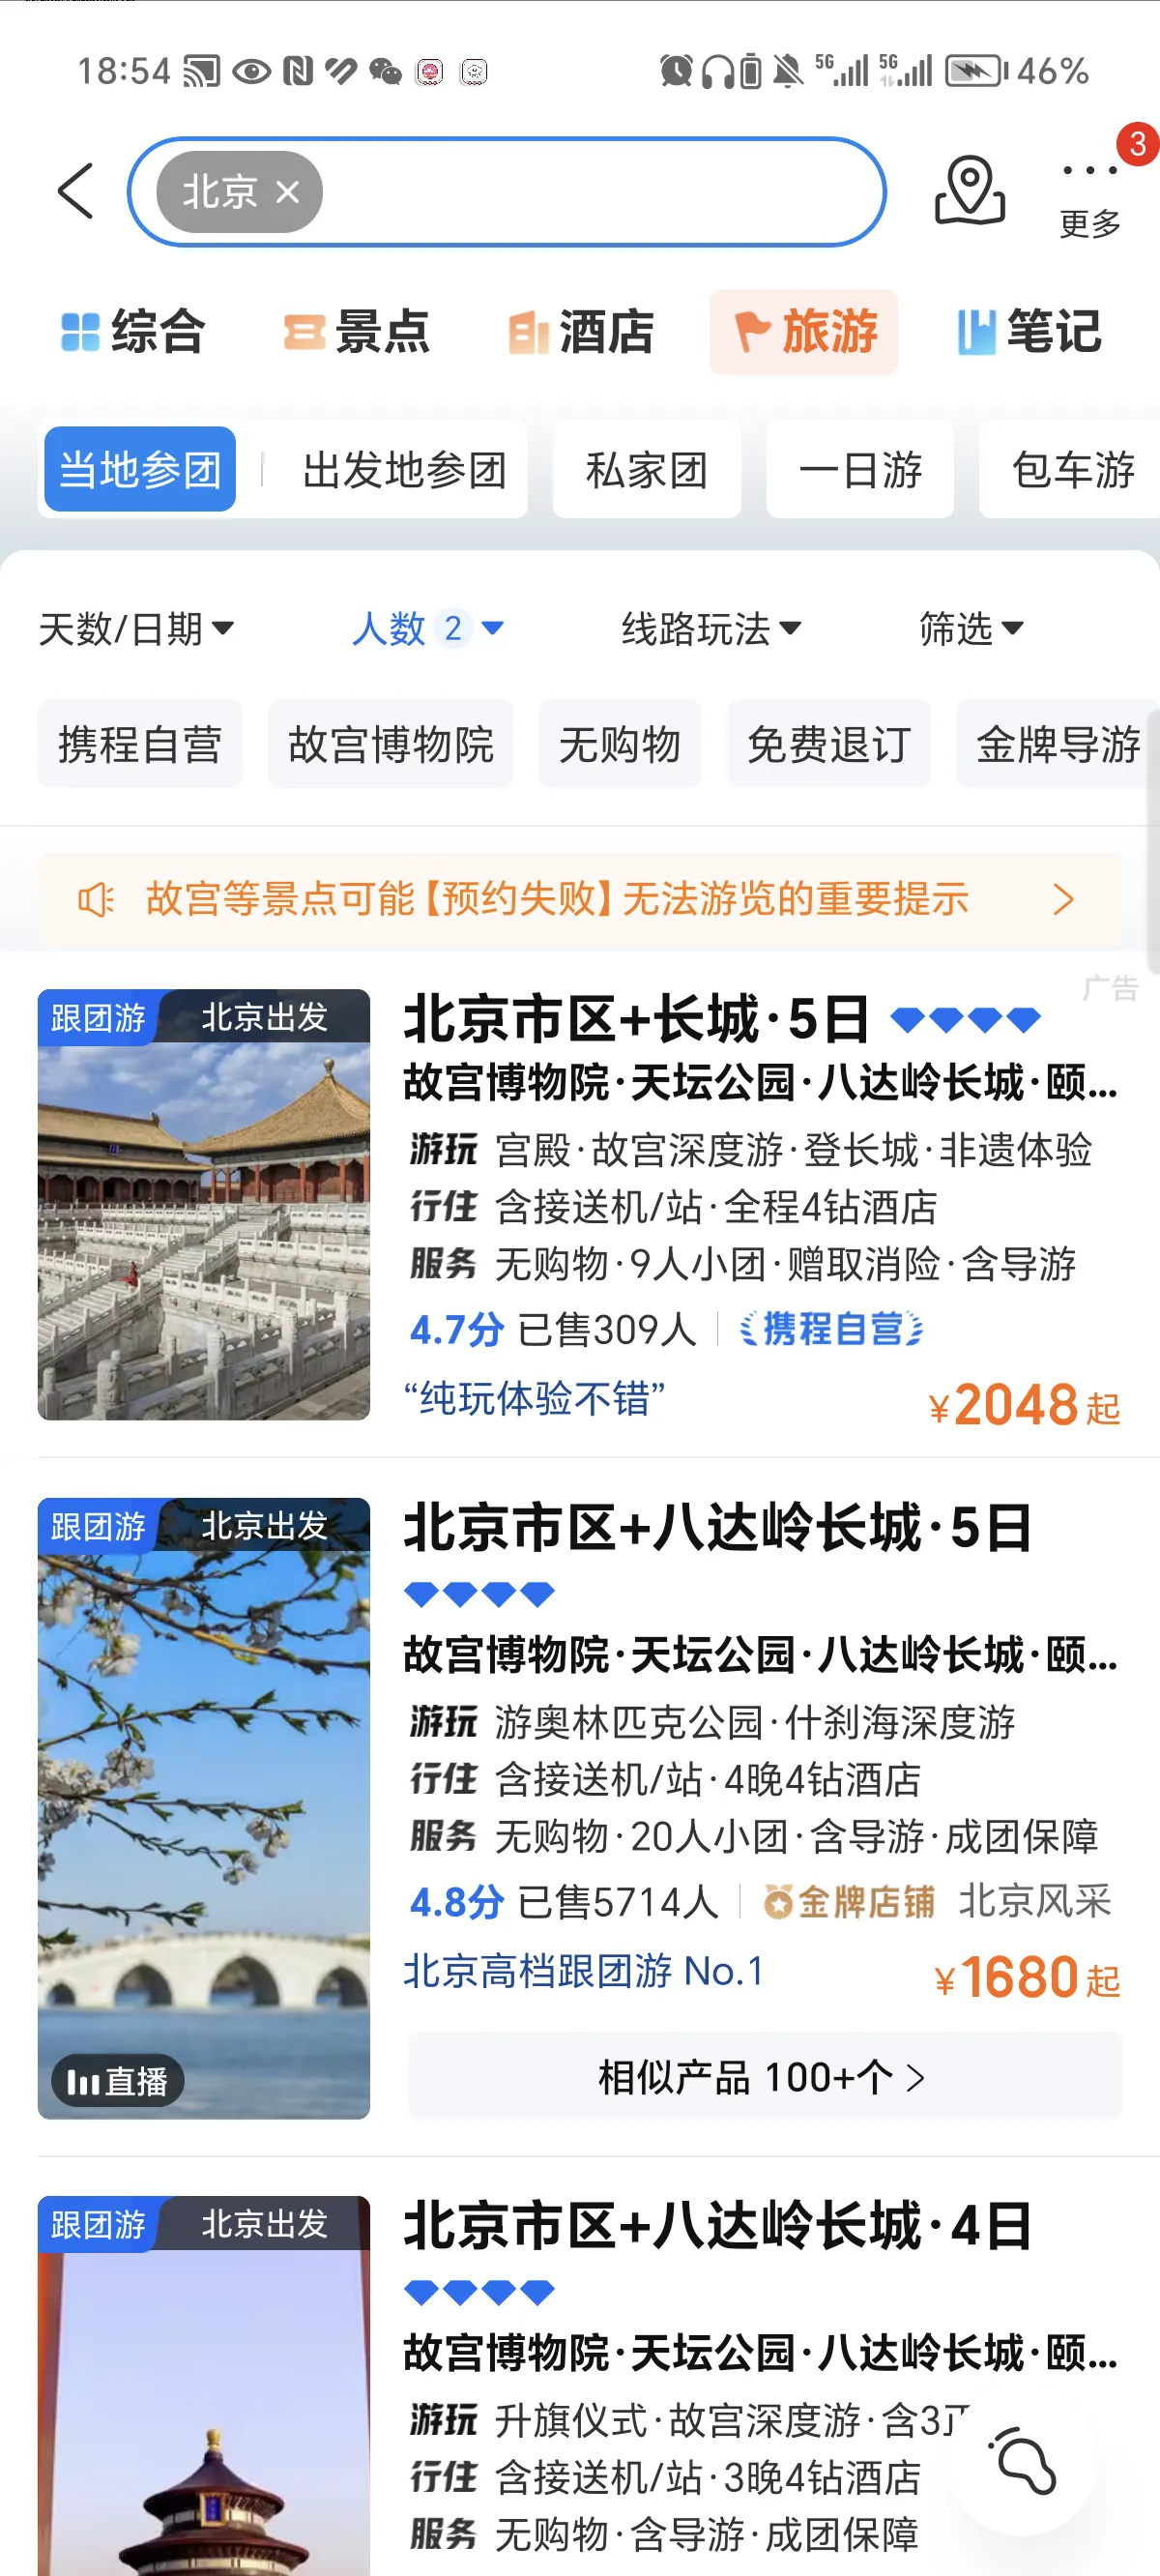 18:54
5G 5G 46%
北京 ×
3
更多
综合 景点 酒店 旅游 笔记
当地参团 出发地参团 私家团 一日游 包车游
天数/日期 人数 2 线路玩法 筛选
携程自营 故宫博物院 无购物 免费退订 金牌导游
故宫等景点可能【预约失败】无法游览的重要提示
广告
跟团游 北京出发
北京市区+长城·5日
故宫博物院·天坛公园·八达岭长城·颐...
游玩 宫殿·故宫深度游·登长城·非遗体验
行住 含接送机/站·全程4钻酒店
服务 无购物·9人小团·赠取消险·含导游
4.7分 已售309人 携程自营
“纯玩体验不错”
¥2048起
跟团游 北京出发
北京市区+八达岭长城·5日
故宫博物院·天坛公园·八达岭长城·颐...
游玩 游奥林匹克公园·什刹海深度游
行住 含接送机/站·4晚4钻酒店
服务 无购物·20人小团·含导游·成团保障
4.8分 已售5714人 金牌店铺 北京风采
北京高档跟团游 No.1
¥1680起
直播
相似产品 100+个
跟团游 北京出发
北京市区+八达岭长城·4日
故宫博物院·天坛公园·八达岭长城·颐...
游玩 升旗仪式·故宫深度游·含3
行住 含接送机/站·3晚4钻酒店
服务 无购物·含导游·成团保障